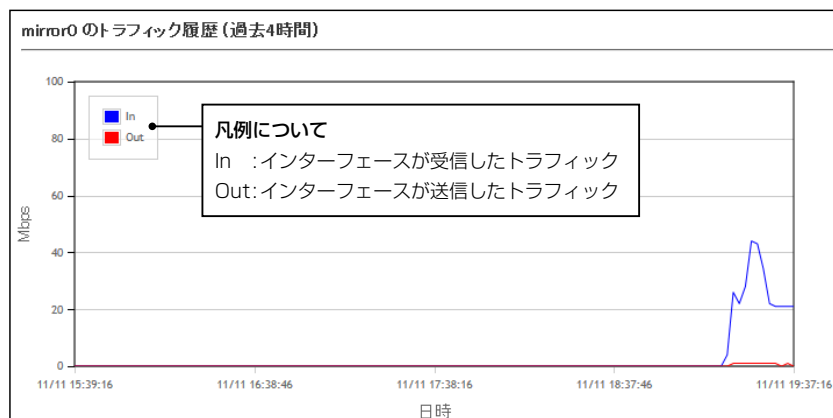 mirror0 のトラフィック履歴（過去4時間）
100
80
60
40
20
0
Mbps
In
Out
凡例について
In ：インターフェースが受信したトラフィック
Out：インターフェースが送信したトラフィック
11/11 15:39:16
11/11 16:38:46
11/11 17:38:16
11/11 18:37:46
11/11 19:37:16
日時